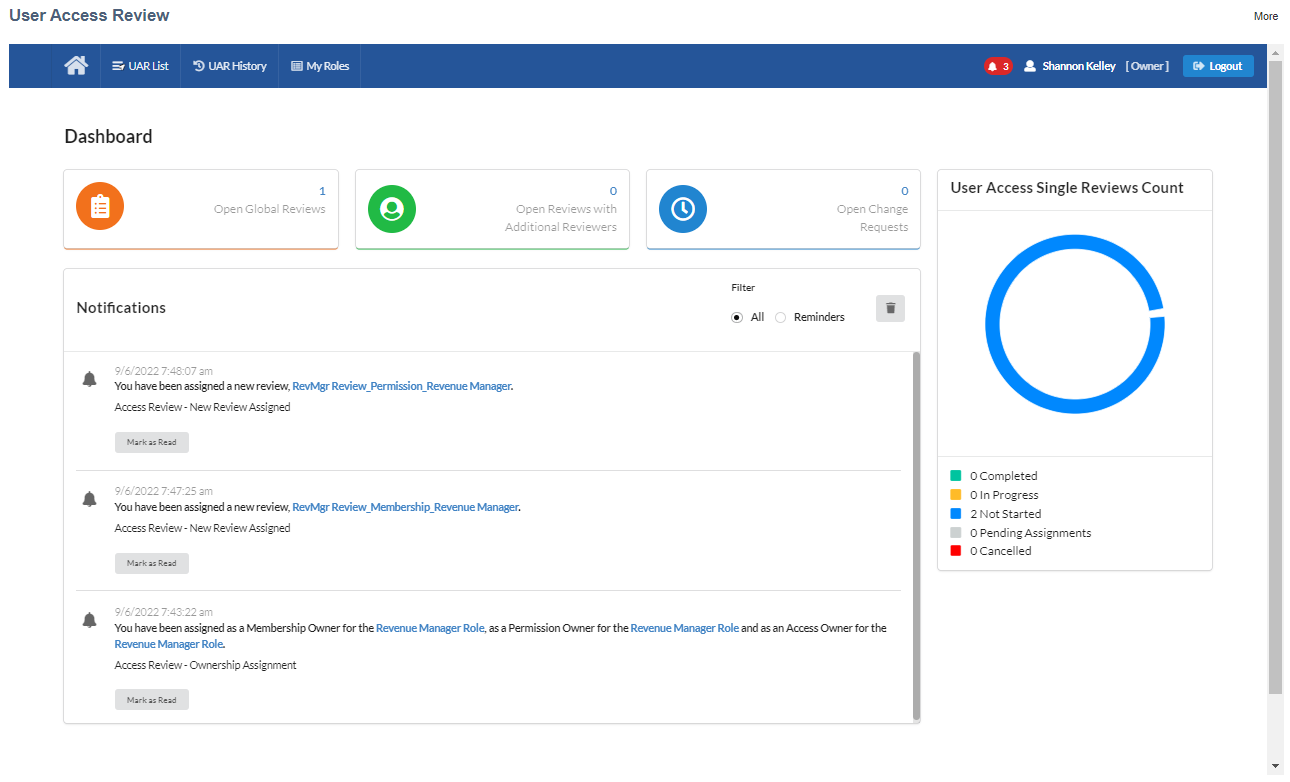 User Access Review
More
UAR List
UAR History
My Roles
3
Shannon Kelley
[Owner]
Logout
Dashboard
1
Open Global Reviews
0
Open Reviews with
Additional Reviewers
0
Open Change
Requests
User Access Single Reviews Count
Notifications
Filter
All
Reminders
9/6/2022 7:48:07 am
You have been assigned a new review, RevMgr Review_Permission_Revenue Manager.
Access Review - New Review Assigned
Mark as Read
9/6/2022 7:47:25 am
You have been assigned a new review, RevMgr Review_Membership_Revenue Manager.
Access Review - New Review Assigned
Mark as Read
9/6/2022 7:43:22 am
You have been assigned as a Membership Owner for the Revenue Manager Role, as a Permission Owner for the Revenue Manager Role and as an Access Owner for the
Revenue Manager Role.
Access Review - Ownership Assignment
Mark as Read
0 Completed
0 In Progress
2 Not Started
0 Pending Assignments
0 Cancelled